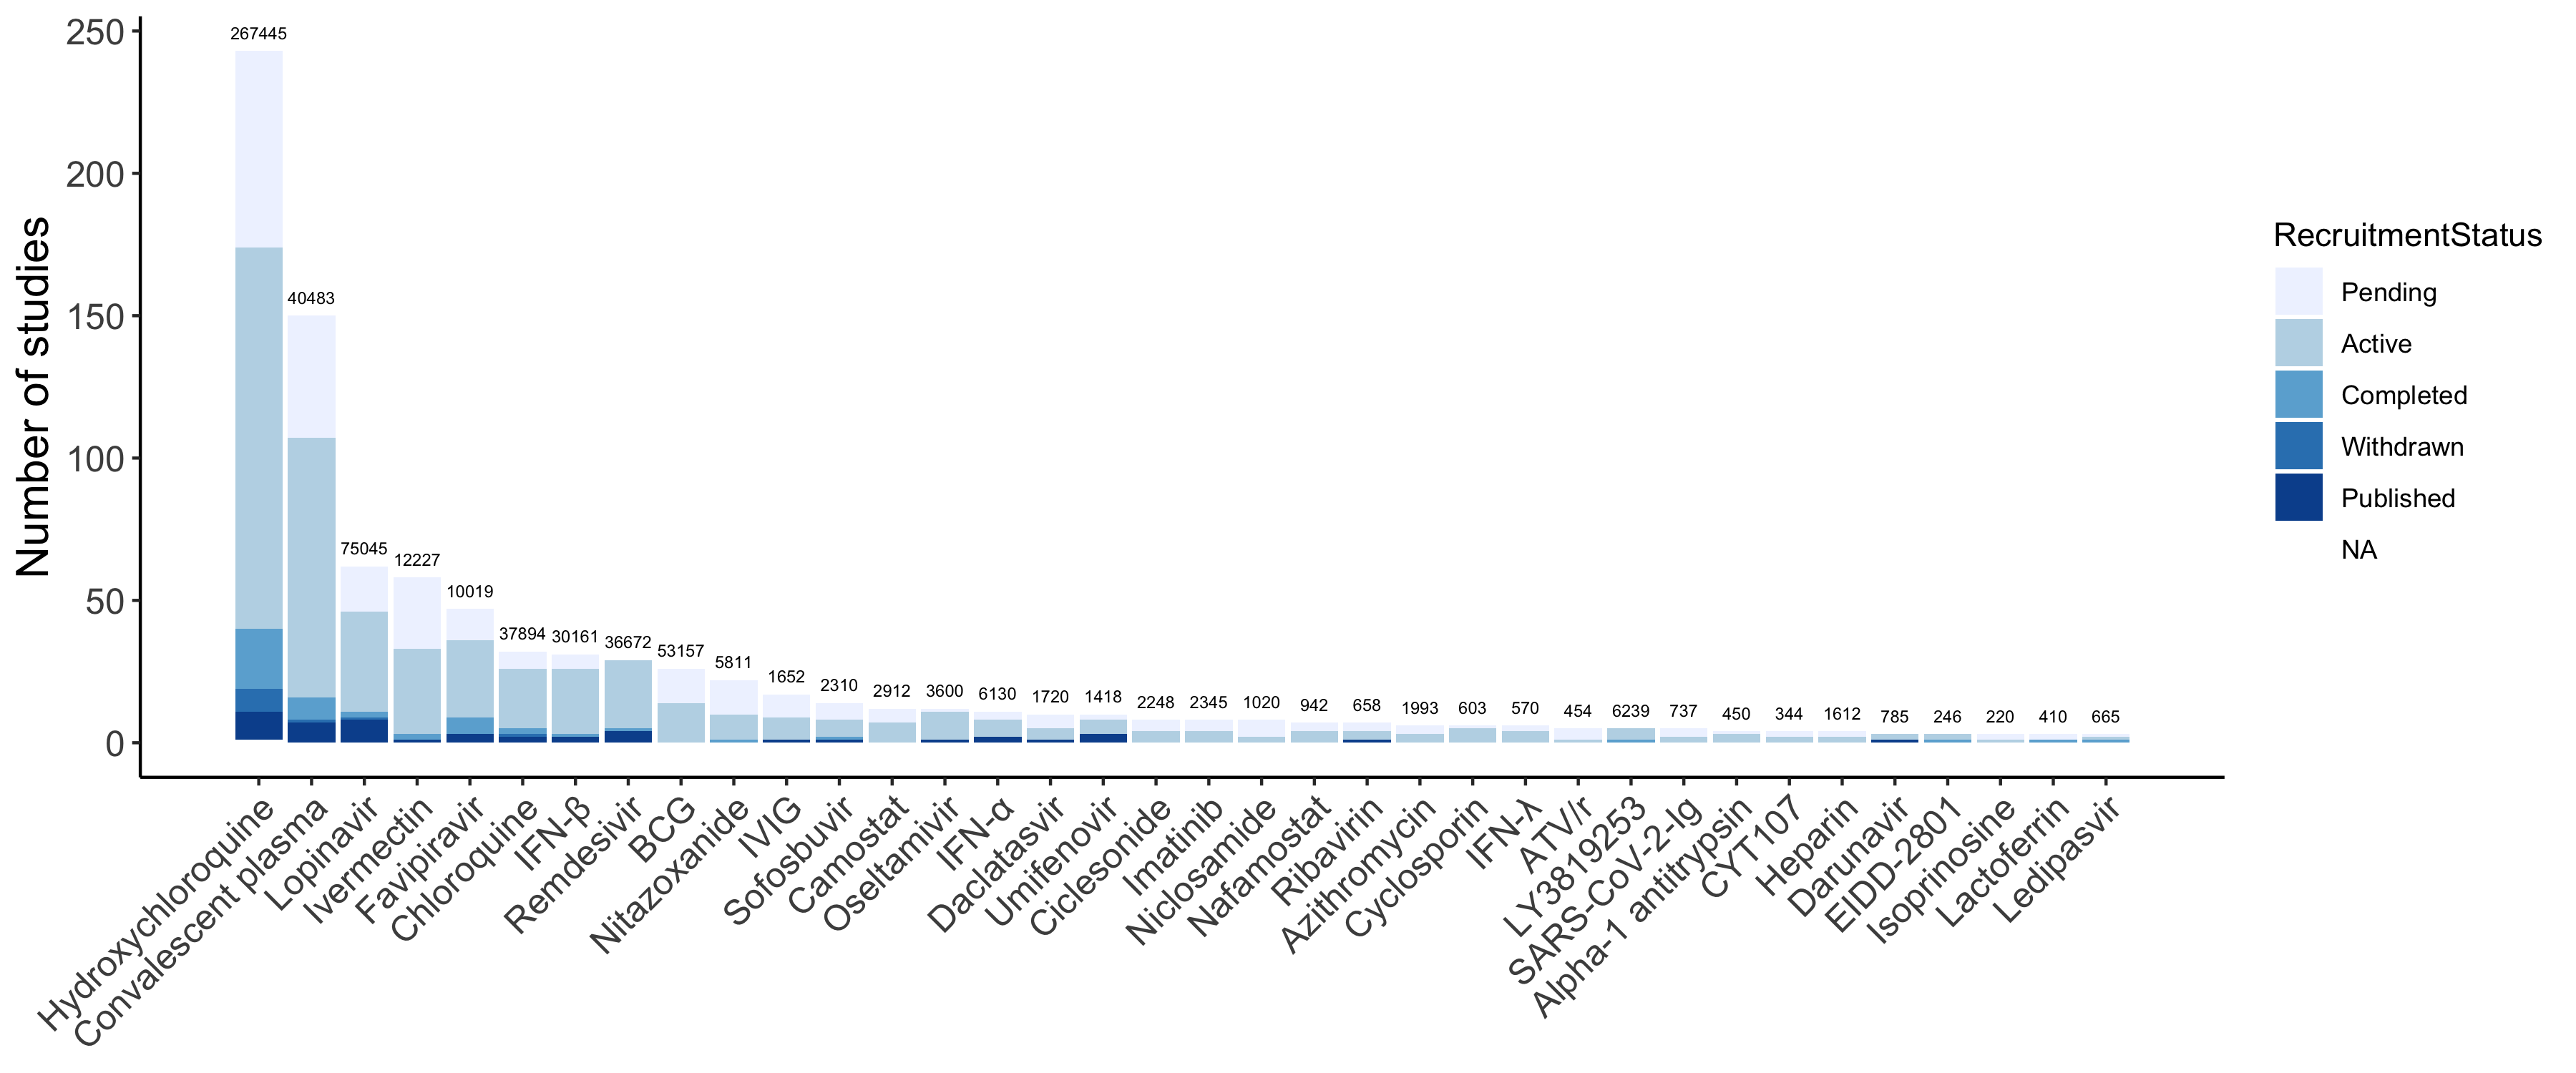 Number of studies
250
200
150
100
50
0
267445
40483
75045
12227
10019
37894
30161
36672
53157
5811
1652
2310
2912
3600
6130
1720
1418
2248
2345
1020
942
658
1993
603
570
454
6239
737
450
344
1612
785
246
220
410
665
Hydroxychloroquine
Convalescent plasma
Lopinavir
Ivermectin
Favipiravir
Chloroquine
IFN-β
Remdesivir
BCG
Nitazoxanide
IVIG
Sofosbuvir
Camostat
Oseltamivir
IFN-α
Daclatasvir
Umifenovir
Ciclesonide
Imatinib
Niclosamide
Nafamostat
Ribavirin
Azithromycin
Cyclosporin
IFN-λ
ATV/r
LY3819253
SARS-CoV-2-Ig
Alpha-1 antitrypsin
CYT107
Heparin
Darunavir
EIDD-2801
Isoprinosine
Lactoferrin
Ledipasvir
RecruitmentStatus
Pending
Active
Completed
Withdrawn
Published
NA